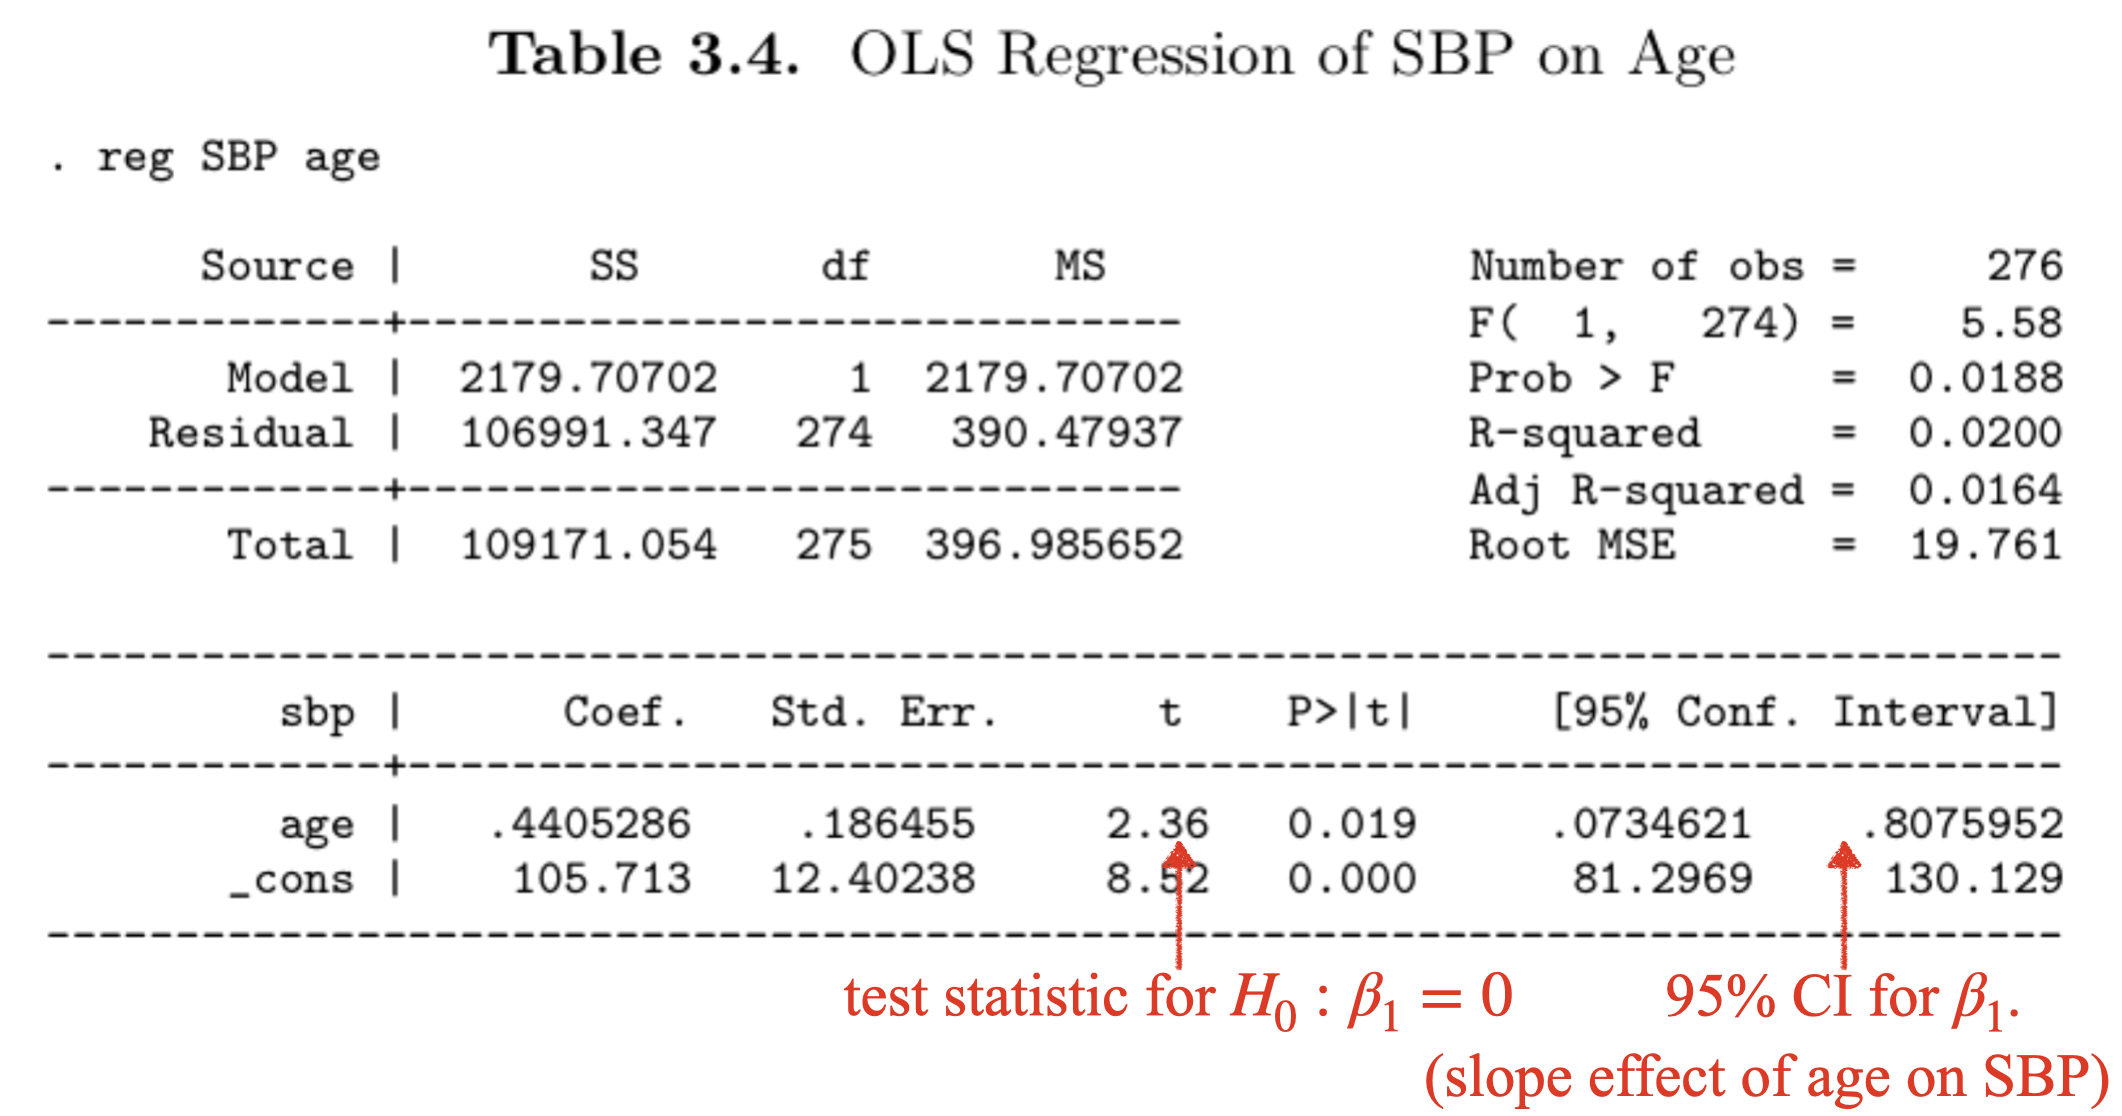 Table 3.4. OLS Regression of SBP on Age
. reg SBP age
Source | SS df MS Number of obs = 276
-------------+------------------------------ F( 1, 274) = 5.58
Model | 2179.70702 1 2179.70702 Prob > F = 0.0188
Residual | 106991.347 274 390.47937 R-squared = 0.0200
-------------+------------------------------ Adj R-squared = 0.0164
Total | 109171.054 275 396.985652 Root MSE = 19.761
------------------------------------------------------------------------------
sbp | Coef. Std. Err. t P>|t| [95% Conf. Interval]
-------------+----------------------------------------------------------------
age | .4405286 .186455 2.36 0.019 .0734621 .8075952
_cons | 105.713 12.40238 8.52 0.000 81.2969 130.129
------------------------------------------------------------------------------
test statistic for H₀ : β₁ = 0 95% CI for β₁.
(slope effect of age on SBP)